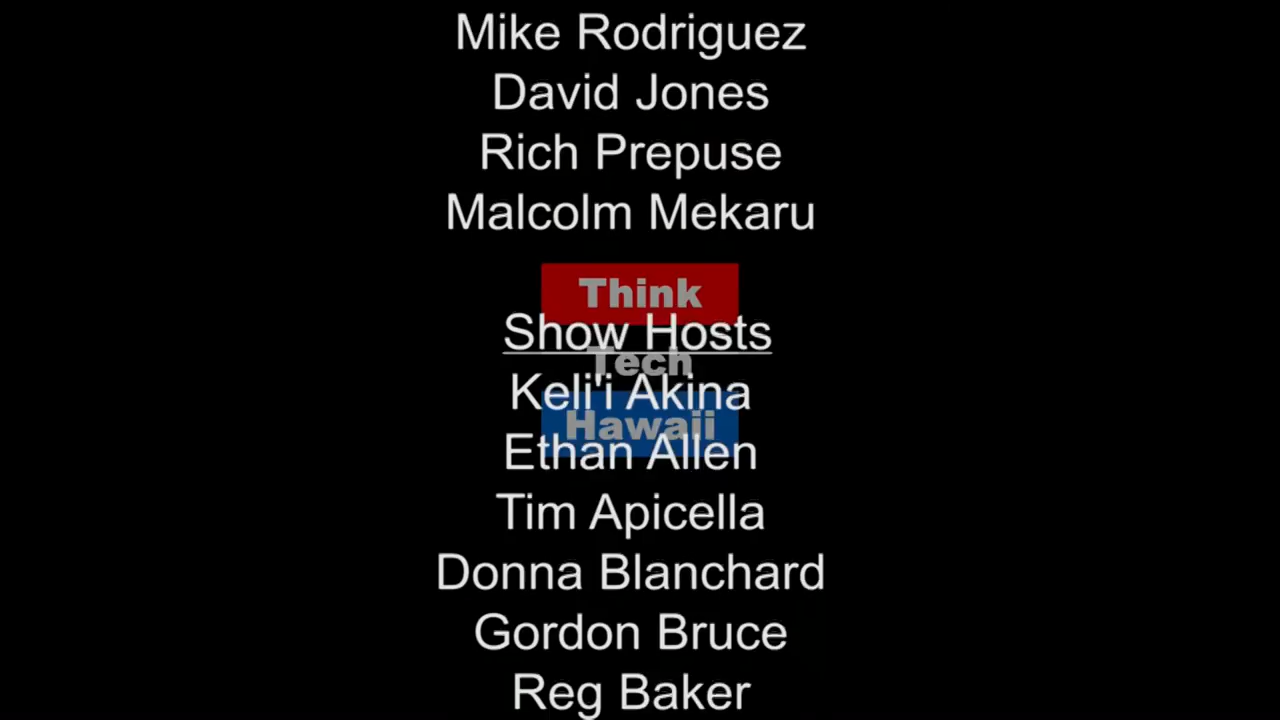 Mike Rodriguez
David Jones
Rich Prepuse
Malcolm Mekaru
Think
Show Hosts
Tech
Keli'i Akina
Hawaii
Ethan Allen
Tim Apicella
Donna Blanchard
Gordon Bruce
Reg Baker